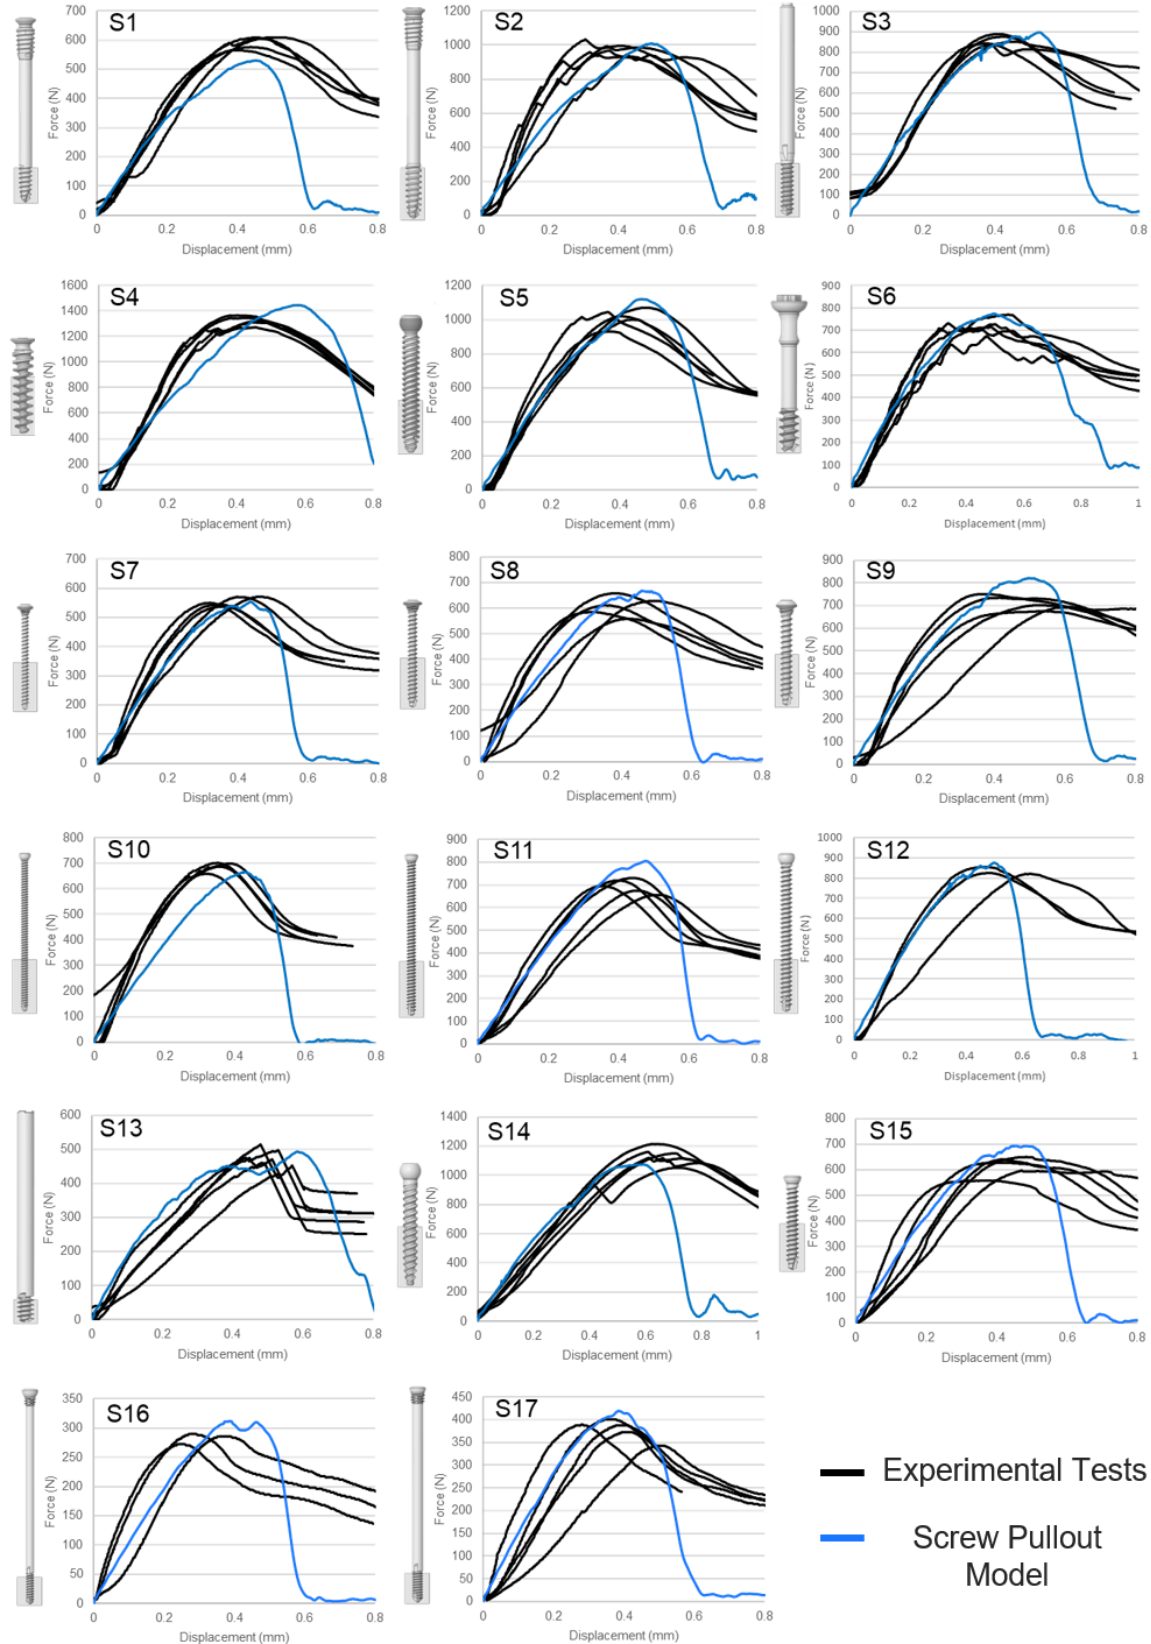 S1
Force (N)
700
600
500
400
300
200
100
0
0 0.2 0.4 0.6 0.8
Displacement (mm)
S2
Force (N)
1200
1000
800
600
400
200
0
0 0.2 0.4 0.6 0.8
Displacement (mm)
S3
Force (N)
1000
900
800
700
600
500
400
300
200
100
0
0 0.2 0.4 0.6 0.8
Displacement (mm)
S4
Force (N)
1600
1400
1200
1000
800
600
400
200
0
0 0.2 0.4 0.6 0.8
Displacement (mm)
S5
Force (N)
1200
1000
800
600
400
200
0
0 0.2 0.4 0.6 0.8
Displacement (mm)
S6
Force (N)
900
800
700
600
500
400
300
200
100
0
0 0.2 0.4 0.6 0.8 1
Displacement (mm)
S7
Force (N)
700
600
500
400
300
200
100
0
0 0.2 0.4 0.6 0.8
Displacement (mm)
S8
Force (N)
800
700
600
500
400
300
200
100
0
0 0.2 0.4 0.6 0.8
Displacement (mm)
S9
Force (N)
900
800
700
600
500
400
300
200
100
0
0 0.2 0.4 0.6 0.8
Displacement (mm)
S10
Force (N)
800
700
600
500
400
300
200
100
0
0 0.2 0.4 0.6 0.8
Displacement (mm)
S11
Force (N)
900
800
700
600
500
400
300
200
100
0
0 0.2 0.4 0.6 0.8
Displacement (mm)
S12
Force (N)
1000
900
800
700
600
500
400
300
200
100
0
0 0.2 0.4 0.6 0.8 1
Displacement (mm)
S13
Force (N)
600
500
400
300
200
100
0
0 0.2 0.4 0.6 0.8
Displacement (mm)
S14
Force (N)
1400
1200
1000
800
600
400
200
0
0 0.2 0.4 0.6 0.8 1
Displacement (mm)
S15
Force (N)
800
700
600
500
400
300
200
100
0
0 0.2 0.4 0.6 0.8
Displacement (mm)
S16
Force (N)
350
300
250
200
150
100
50
0
0 0.2 0.4 0.6 0.8
Displacement (mm)
S17
Force (N)
450
400
350
300
250
200
150
100
50
0
0 0.2 0.4 0.6 0.8
Displacement (mm)
Experimental Tests
Screw Pullout
Model